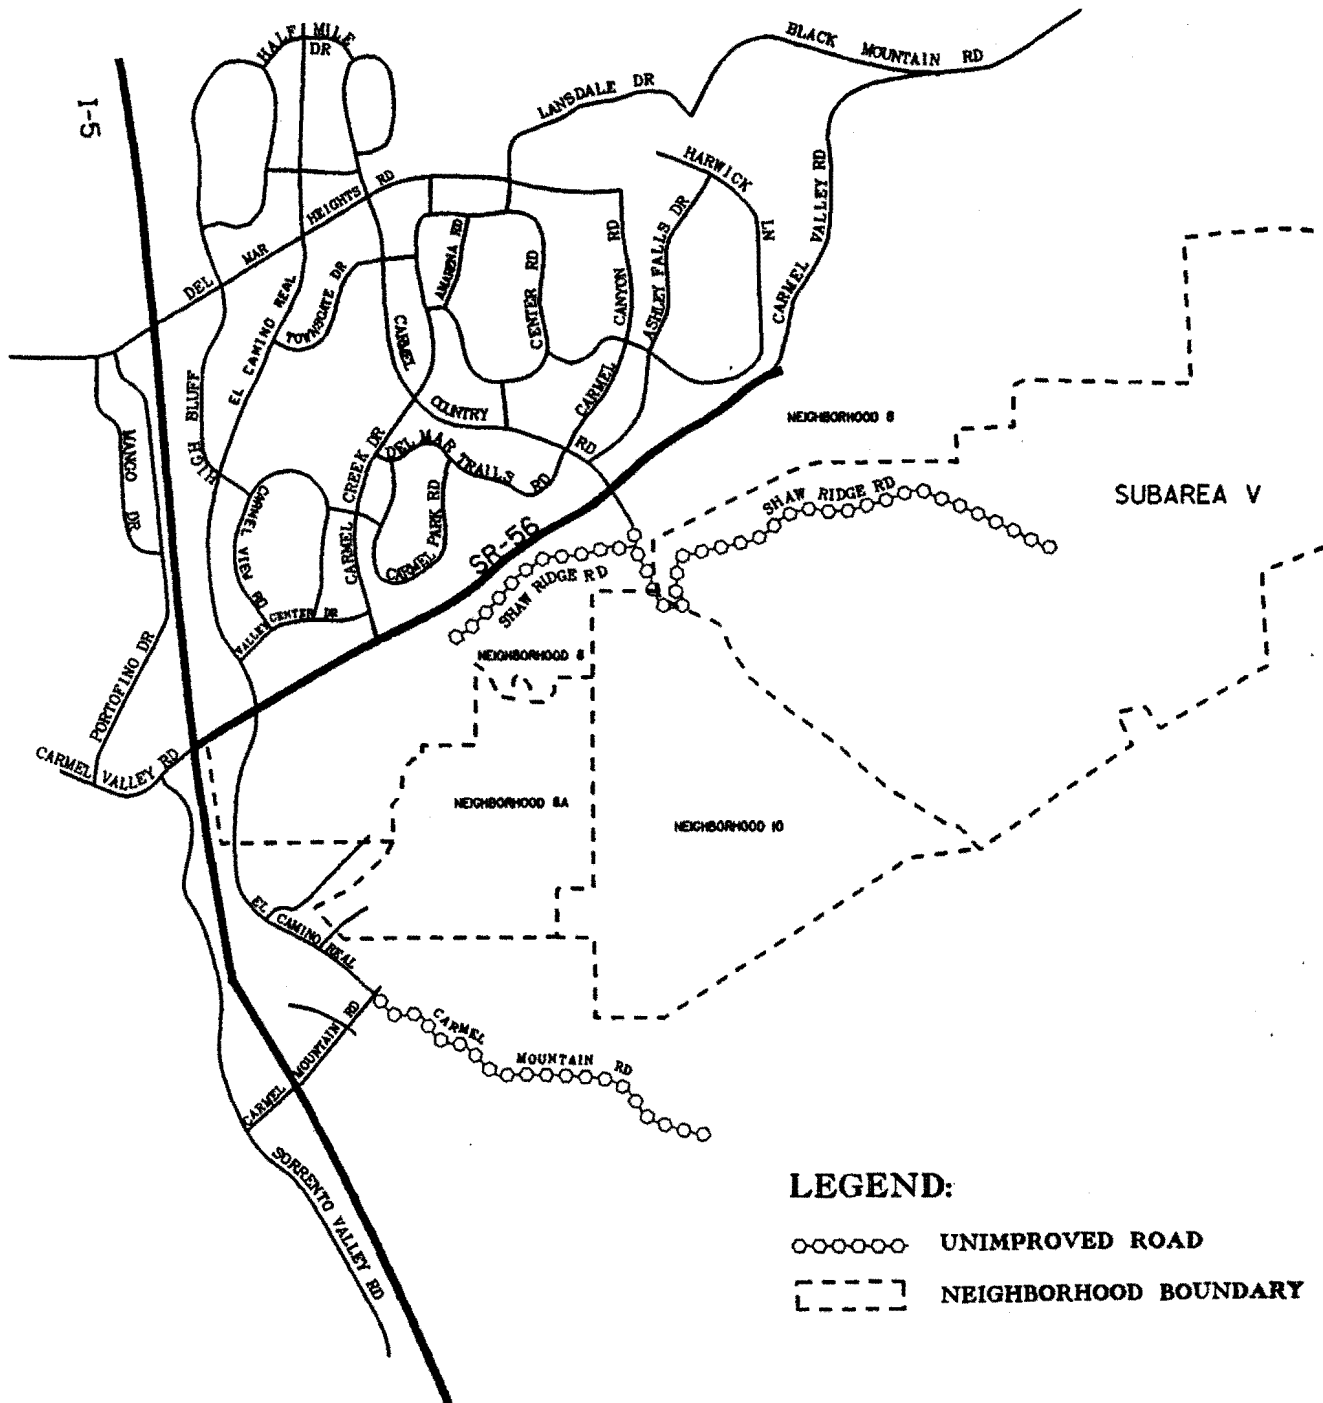 HALF MILE DR
BLACK MOUNTAIN RD
I-5
LANSDALE DR
HARWICK LN
CARMEL VALLEY RD
DEL MAR HEIGHTS RD
AMARENA RD
CENTER RD
CANYON RD
ASHLEY FALLS DR
EL CAMINO REAL
TOWNSGATE DR
CARMEL
COUNTRY
RD
CARMEL
HIGH BLUFF
MANGO DR
NEIGHBORHOOD 8
DEL MAR TRAILS RD
CARMEL CREEK DR
CARMEL PARK RD
CARMEL VIEW DR
SHAW RIDGE RD
SUBAREA V
SR-56
SHAW RIDGE RD
VALLEY CENTER DR
PORTOFINO DR
NEIGHBORHOOD 8
CARMEL VALLEY RD
NEIGHBORHOOD 8A
NEIGHBORHOOD 10
EL CAMINO REAL
CARMEL MOUNTAIN RD
CARMEL MOUNTAIN RD
SORRENTO VALLEY RD
LEGEND:
UNIMPROVED ROAD
NEIGHBORHOOD BOUNDARY